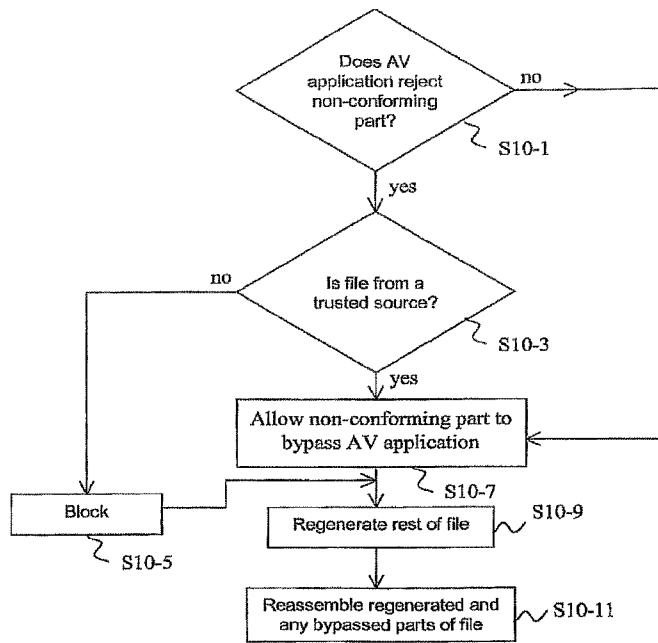 Does AV
application reject
non-conforming
part?
no
S10-1
yes
no
Is file from a
trusted source?
S10-3
yes
Allow non-conforming part to
bypass AV application
S10-7
Block
S10-5
Regenerate rest of file
S10-9
Reassemble regenerated and
any bypassed parts of file
S10-11